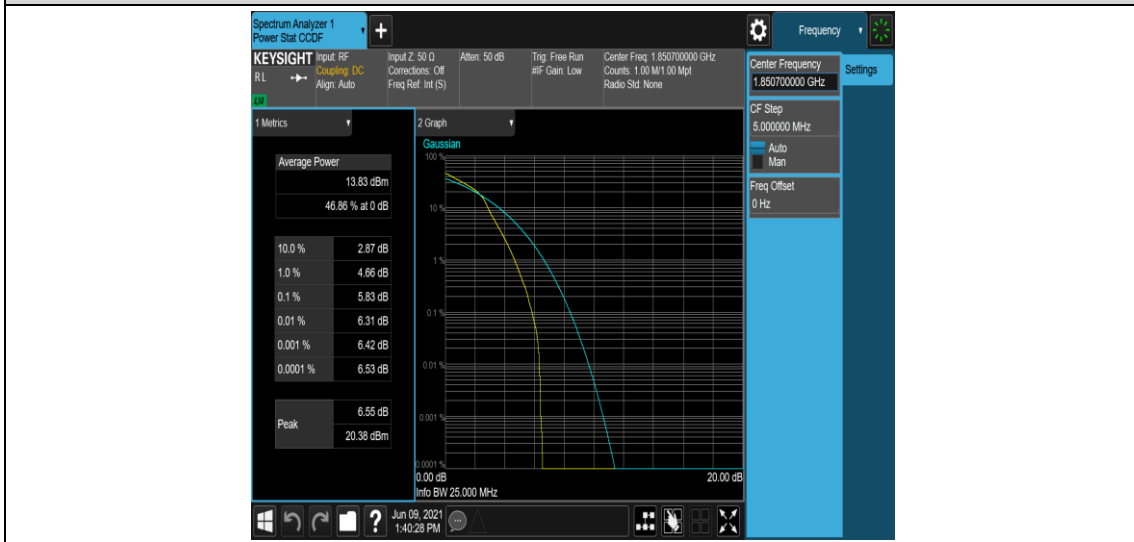 Spectrum Analyzer 1
Power Stat CCDF
+
Frequency
KEYSIGHT
RL
Input: RF
Coupling: DC
Align: Auto
Input Z: 50 Ω
Corrections: Off
Freq Ref: Int (S)
Atten: 50 dB
Trig: Free Run
#IF Gain: Low
Center Freq: 1.850700000 GHz
Counts: 1.00 M/1.00 Mpt
Radio Std: None
Center Frequency
1.850700000 GHz
Settings
CF Step
5.000000 MHz
Auto
Man
Freq Offset
0 Hz
1 Metrics
Average Power
13.83 dBm
46.86 % at 0 dB
10.0 % 2.87 dB
1.0 % 4.66 dB
0.1 % 5.83 dB
0.01 % 6.31 dB
0.001 % 6.42 dB
0.0001 % 6.53 dB
Peak
6.55 dB
20.38 dBm
2 Graph
Gaussian
100 %
10 %
1 %
0.1 %
0.01 %
0.001 %
0.0001 %
0.00 dB
20.00 dB
Info BW 25.000 MHz
?
Jun 09, 2021
1:40:28 PM